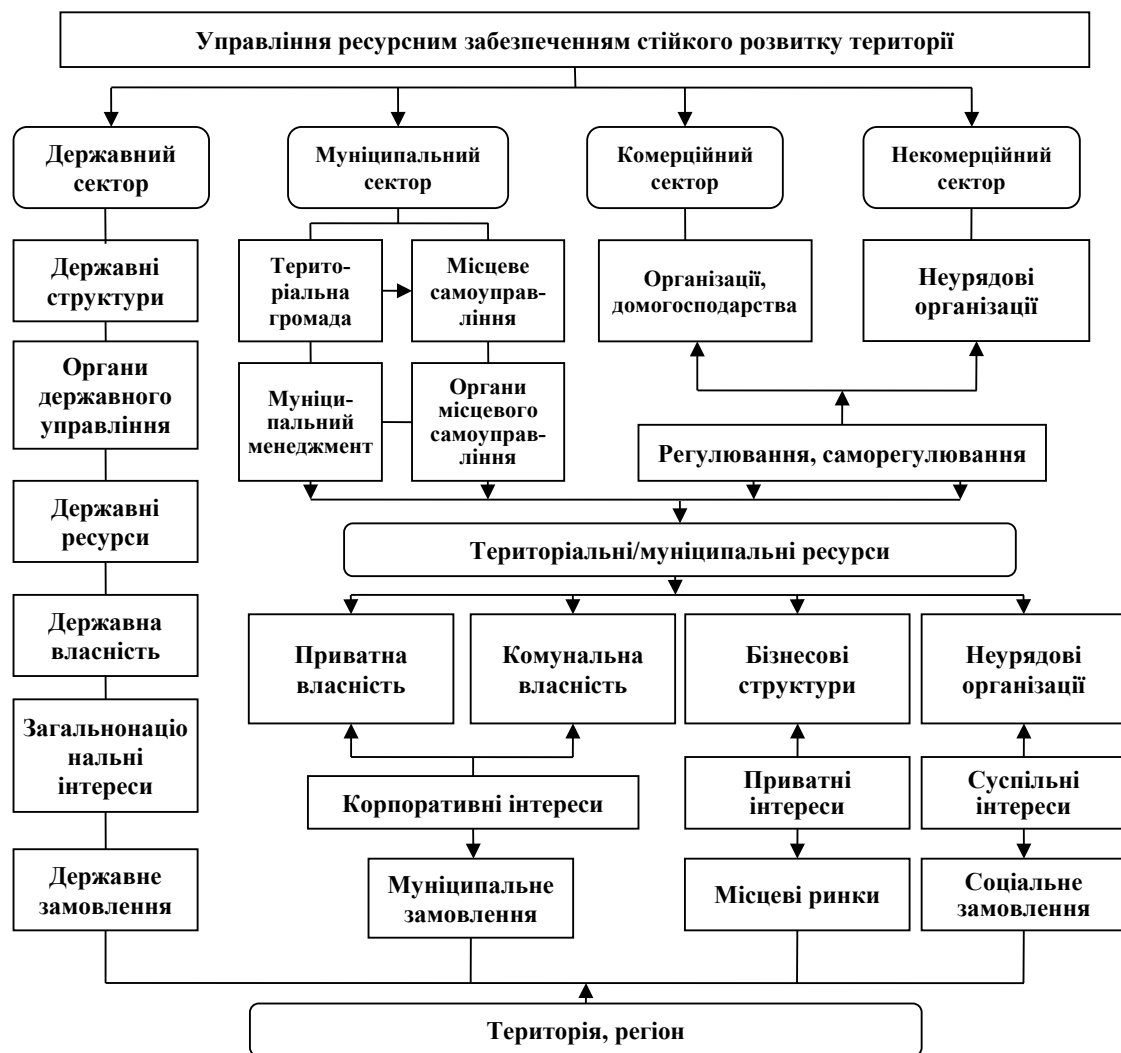 Управління ресурсним забезпеченням стійкого розвитку території
Державний
сектор
Муніципальний
сектор
Комерційний
сектор
Некомерційний
сектор
Державні
структури
Терито-
ріальна
громада
Місцеве
самоуправ-
ління
Організації,
домогосподарства
Неурядові
організації
Органи
державного
управління
Муніци-
пальний
менеджмент
Органи
місцевого
самоуправ-
ління
Регулювання, саморегулювання
Державні
ресурси
Територіальні/муніципальні ресурси
Державна
власність
Приватна
власність
Комунальна
власність
Бізнесові
структури
Неурядові
організації
Загальнонаціо
нальні
інтереси
Корпоративні інтереси
Приватні
інтереси
Суспільні
інтереси
Державне
замовлення
Муніципальне
замовлення
Місцеві ринки
Соціальне
замовлення
Територія, регіон